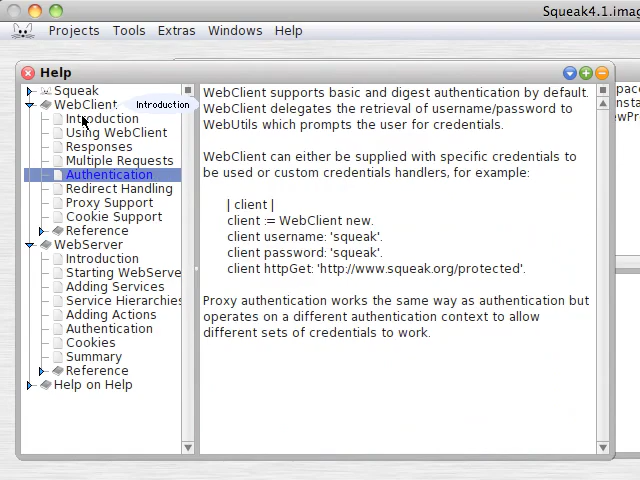 Squeak4.1.imag
Projects Tools Extras Windows Help
Help
Squeak
WebClient
Introduction
Introduction
Using WebClient
Responses
Multiple Requests
Authentication
Redirect Handling
Proxy Support
Cookie Support
Reference
WebServer
Introduction
Starting WebServe
Adding Services
Service Hierarchies
Adding Actions
Authentication
Cookies
Summary
Reference
Help on Help
WebClient supports basic and digest authentication by default.
WebClient delegates the retrieval of username/password to
WebUtils which prompts the user for credentials.
WebClient can either be supplied with specific credentials to
be used or custom credentials handlers, for example:
| client |
client := WebClient new.
client username: 'squeak'.
client password: 'squeak'.
client httpGet: 'http://www.squeak.org/protected'.
Proxy authentication works the same way as authentication but
operates on a different authentication context to allow
different sets of credentials to work.